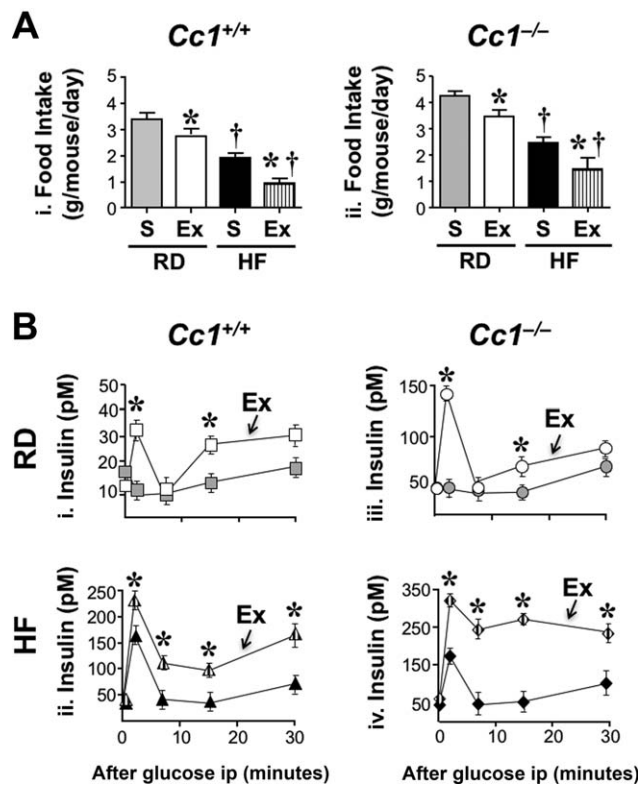 A
Cc1+/+
Cc1–/–
i. Food Intake
(g/mouse/day)
5
4
3
2
1
0
*
†
*†
S Ex S Ex
RD HF
ii. Food Intake
(g/mouse/day)
5
4
3
2
1
0
*
†
*†
S Ex S Ex
RD HF
B
Cc1+/+
Cc1–/–
RD
i. Insulin (pM)
50
40
30
20
10
*
*
Ex
iii. Insulin (pM)
150
100
50
*
*
Ex
HF
ii. Insulin (pM)
250
200
150
100
50
*
*
*
Ex
*
0 10 20 30
After glucose ip (minutes)
iv. Insulin (pM)
350
250
150
50
*
*
*
Ex
*
0 10 20 30
After glucose ip (minutes)